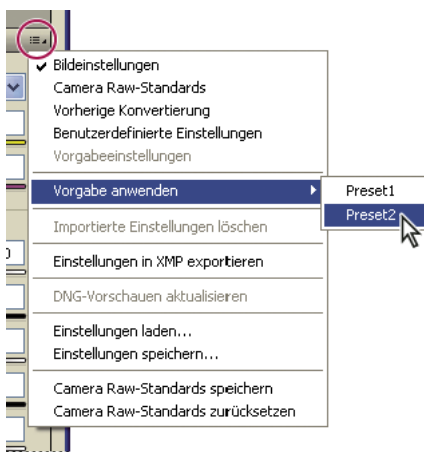 Bildeinstellungen
Camera Raw-Standards
Vorherige Konvertierung
Benutzerdefinierte Einstellungen
Vorgabeeinstellungen
Vorgabe anwenden
Preset1
Preset2
Importierte Einstellungen löschen
Einstellungen in XMP exportieren
DNG-Vorschauen aktualisieren
Einstellungen laden...
Einstellungen speichern...
Camera Raw-Standards speichern
Camera Raw-Standards zurücksetzen